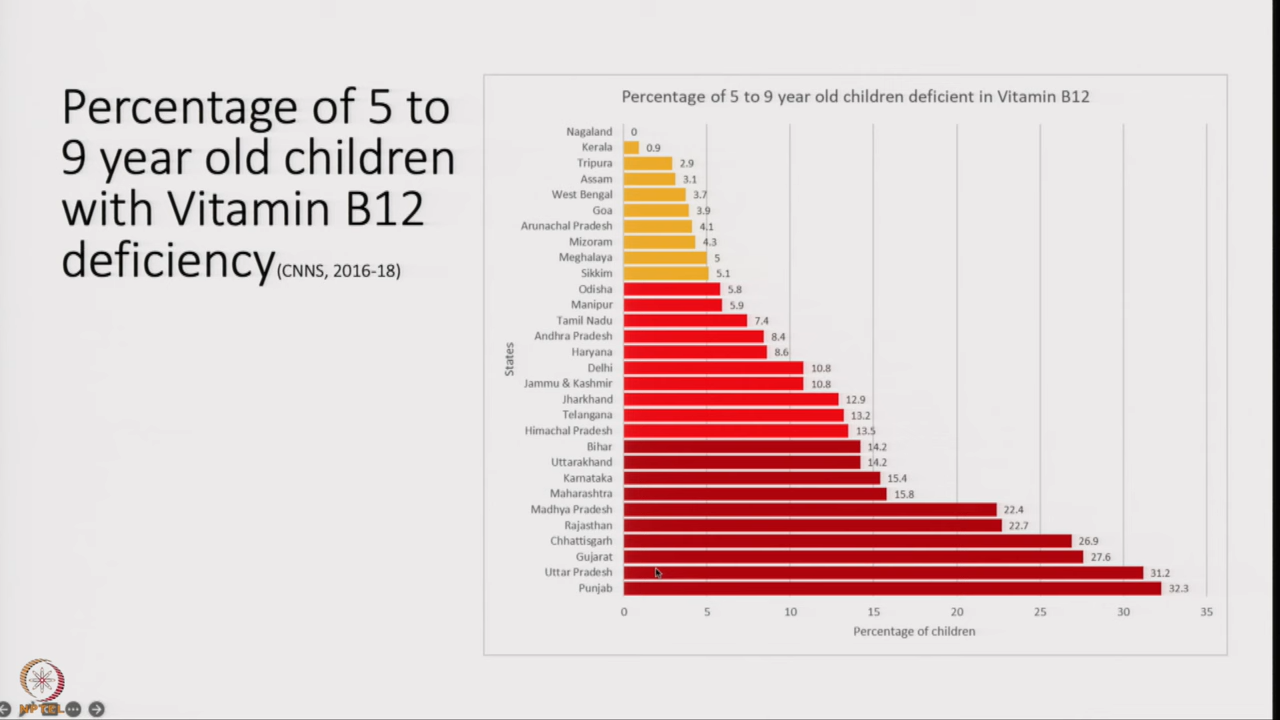 Percentage of 5 to
9 year old children
with Vitamin B12
deficiency(CNNS, 2016-18)
Percentage of 5 to 9 year old children deficient in Vitamin B12
States
Nagaland 0
Kerala 0.9
Tripura 2.9
Assam 3.1
West Bengal 3.7
Goa 3.9
Arunachal Pradesh 4.1
Mizoram 4.3
Meghalaya 5
Sikkim 5.1
Odisha 5.8
Manipur 5.9
Tamil Nadu 7.4
Andhra Pradesh 8.4
Haryana 8.6
Delhi 10.8
Jammu & Kashmir 10.8
Jharkhand 12.9
Telangana 13.2
Himachal Pradesh 13.5
Bihar 14.2
Uttarakhand 14.2
Karnataka 15.4
Maharashtra 15.8
Madhya Pradesh 22.4
Rajasthan 22.7
Chhattisgarh 26.9
Gujarat 27.6
Uttar Pradesh 31.2
Punjab 32.3
0 5 10 15 20 25 30 35
Percentage of children
NPTEL